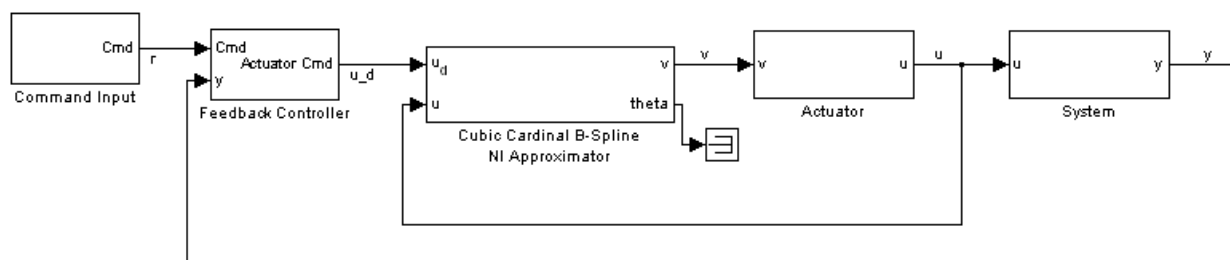 Cmd
r
Command Input
Cmd
Actuator Cmd
y
u_d
Feedback Controller
u_d
u
v
theta
Cubic Cardinal B-Spline
NI Approximator
v
v
u
Actuator
u
u
y
System
y